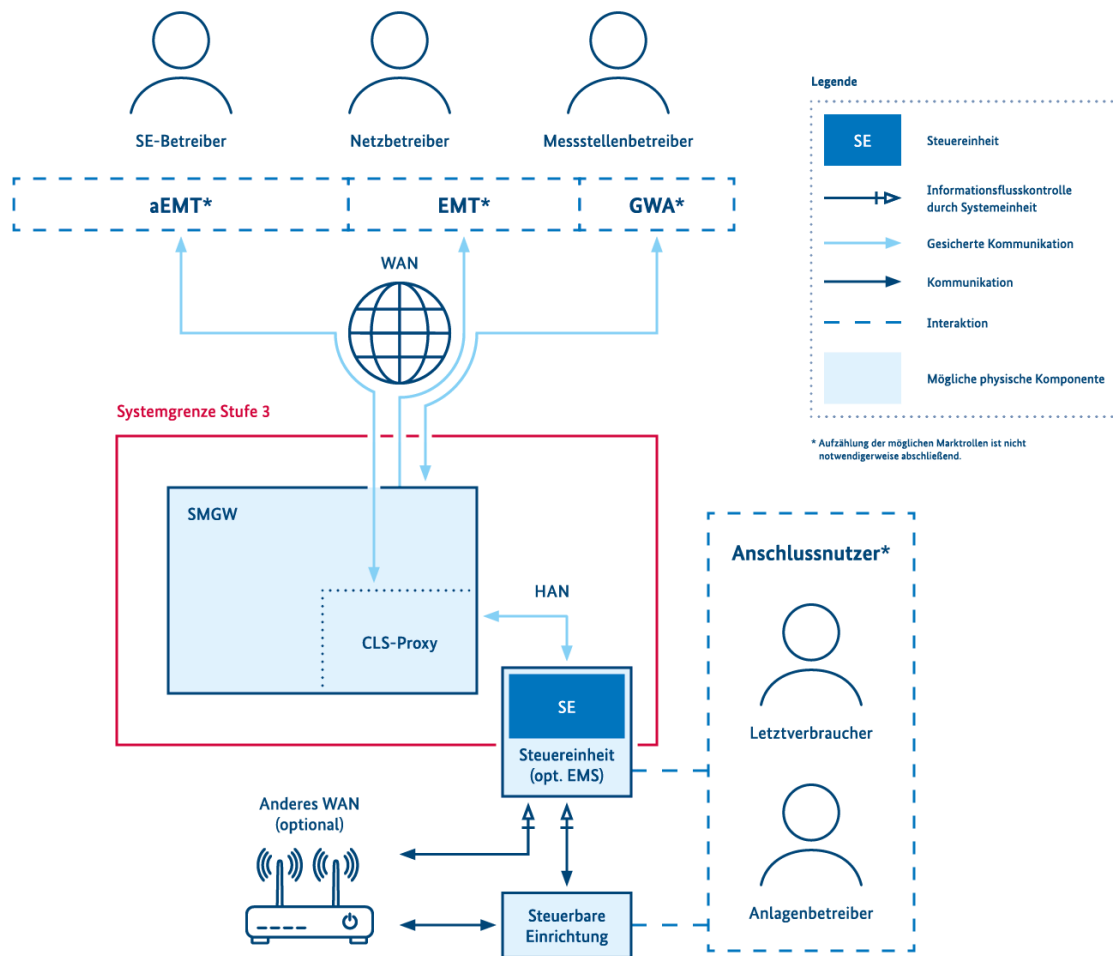 SE-Betreiber
Netzbetreiber
Messstellenbetreiber
aEMT*
EMT*
GWA*
WAN
Systemgrenze Stufe 3
SMGW
CLS-Proxy
HAN
SE
Steuereinheit
(opt. EMS)
Anderes WAN
(optional)
Steuerbare
Einrichtung
Anschlussnutzer*
Letztverbraucher
Anlagenbetreiber
Legende
SE
Steuereinheit
Informationsflusskontrolle
durch Systemeinheit
Gesicherte Kommunikation
Kommunikation
Interaktion
Mögliche physische Komponente
* Aufzählung der möglichen Marktrollen ist nicht
notwendigerweise abschließend.